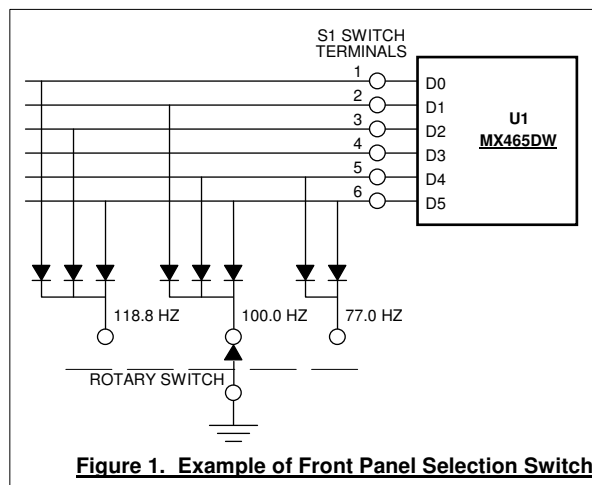 S1 SWITCH
TERMINALS
1
2
3
4
5
6
D0
D1
D2
D3
D4
D5
U1
MX465DW
118.8 HZ
100.0 HZ
77.0 HZ
ROTARY SWITCH
Figure 1. Example of Front Panel Selection Switch